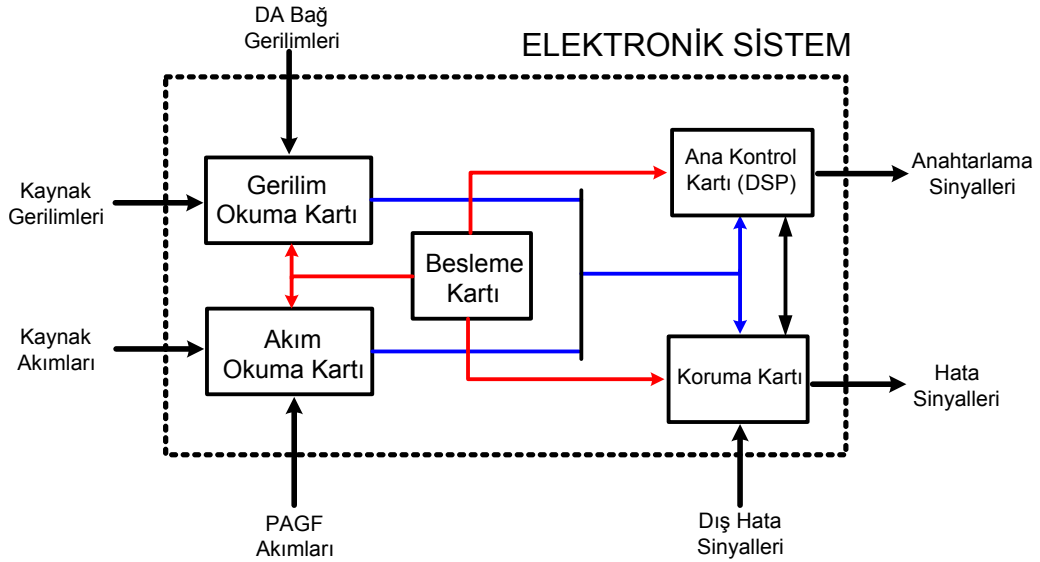 DA Bağ
Gerilimleri
ELEKTRONİK SİSTEM
Kaynak
Gerilimleri
Gerilim
Okuma Kartı
Ana Kontrol
Kartı (DSP)
Anahtarlama
Sinyalleri
Besleme
Kartı
Kaynak
Akımları
Akım
Okuma Kartı
Koruma Kartı
Hata
Sinyalleri
PAGF
Akımları
Dış Hata
Sinyalleri